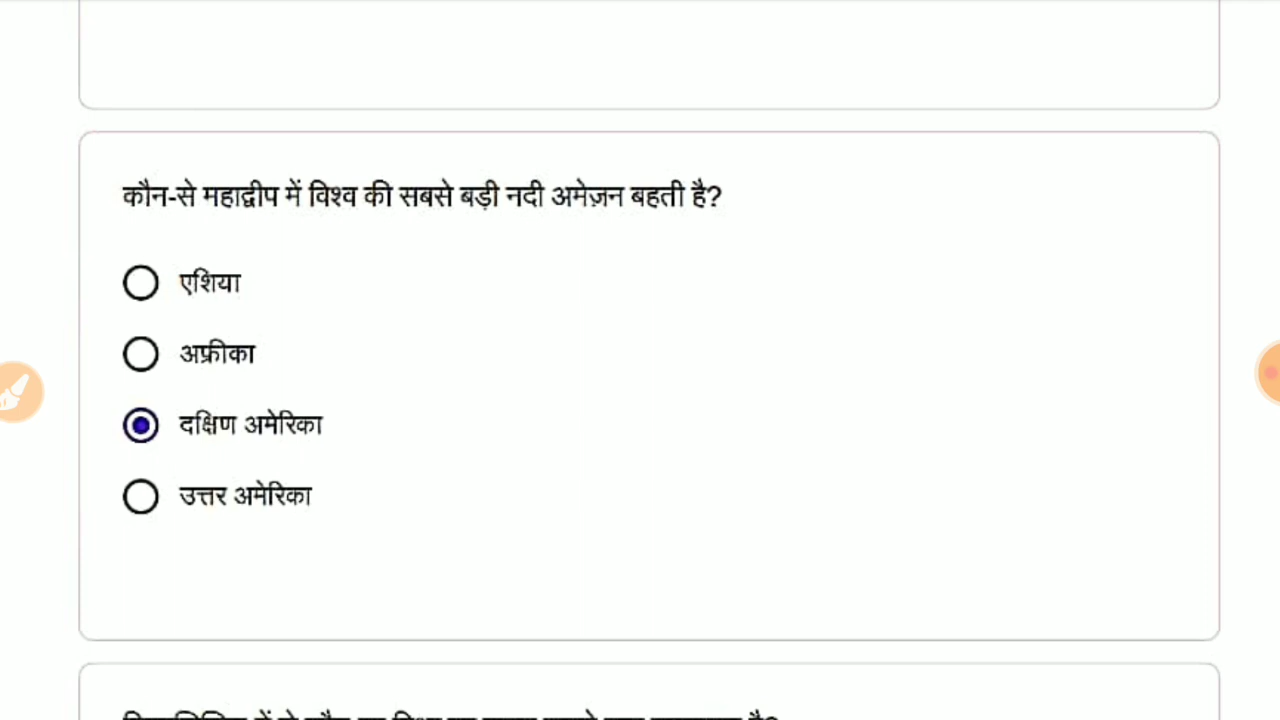 कौन-से महाद्वीप में विश्व की सबसे बड़ी नदी अमेज़न बहती है?
एशिया
अफ्रीका
दक्षिण अमेरिका
उत्तर अमेरिका